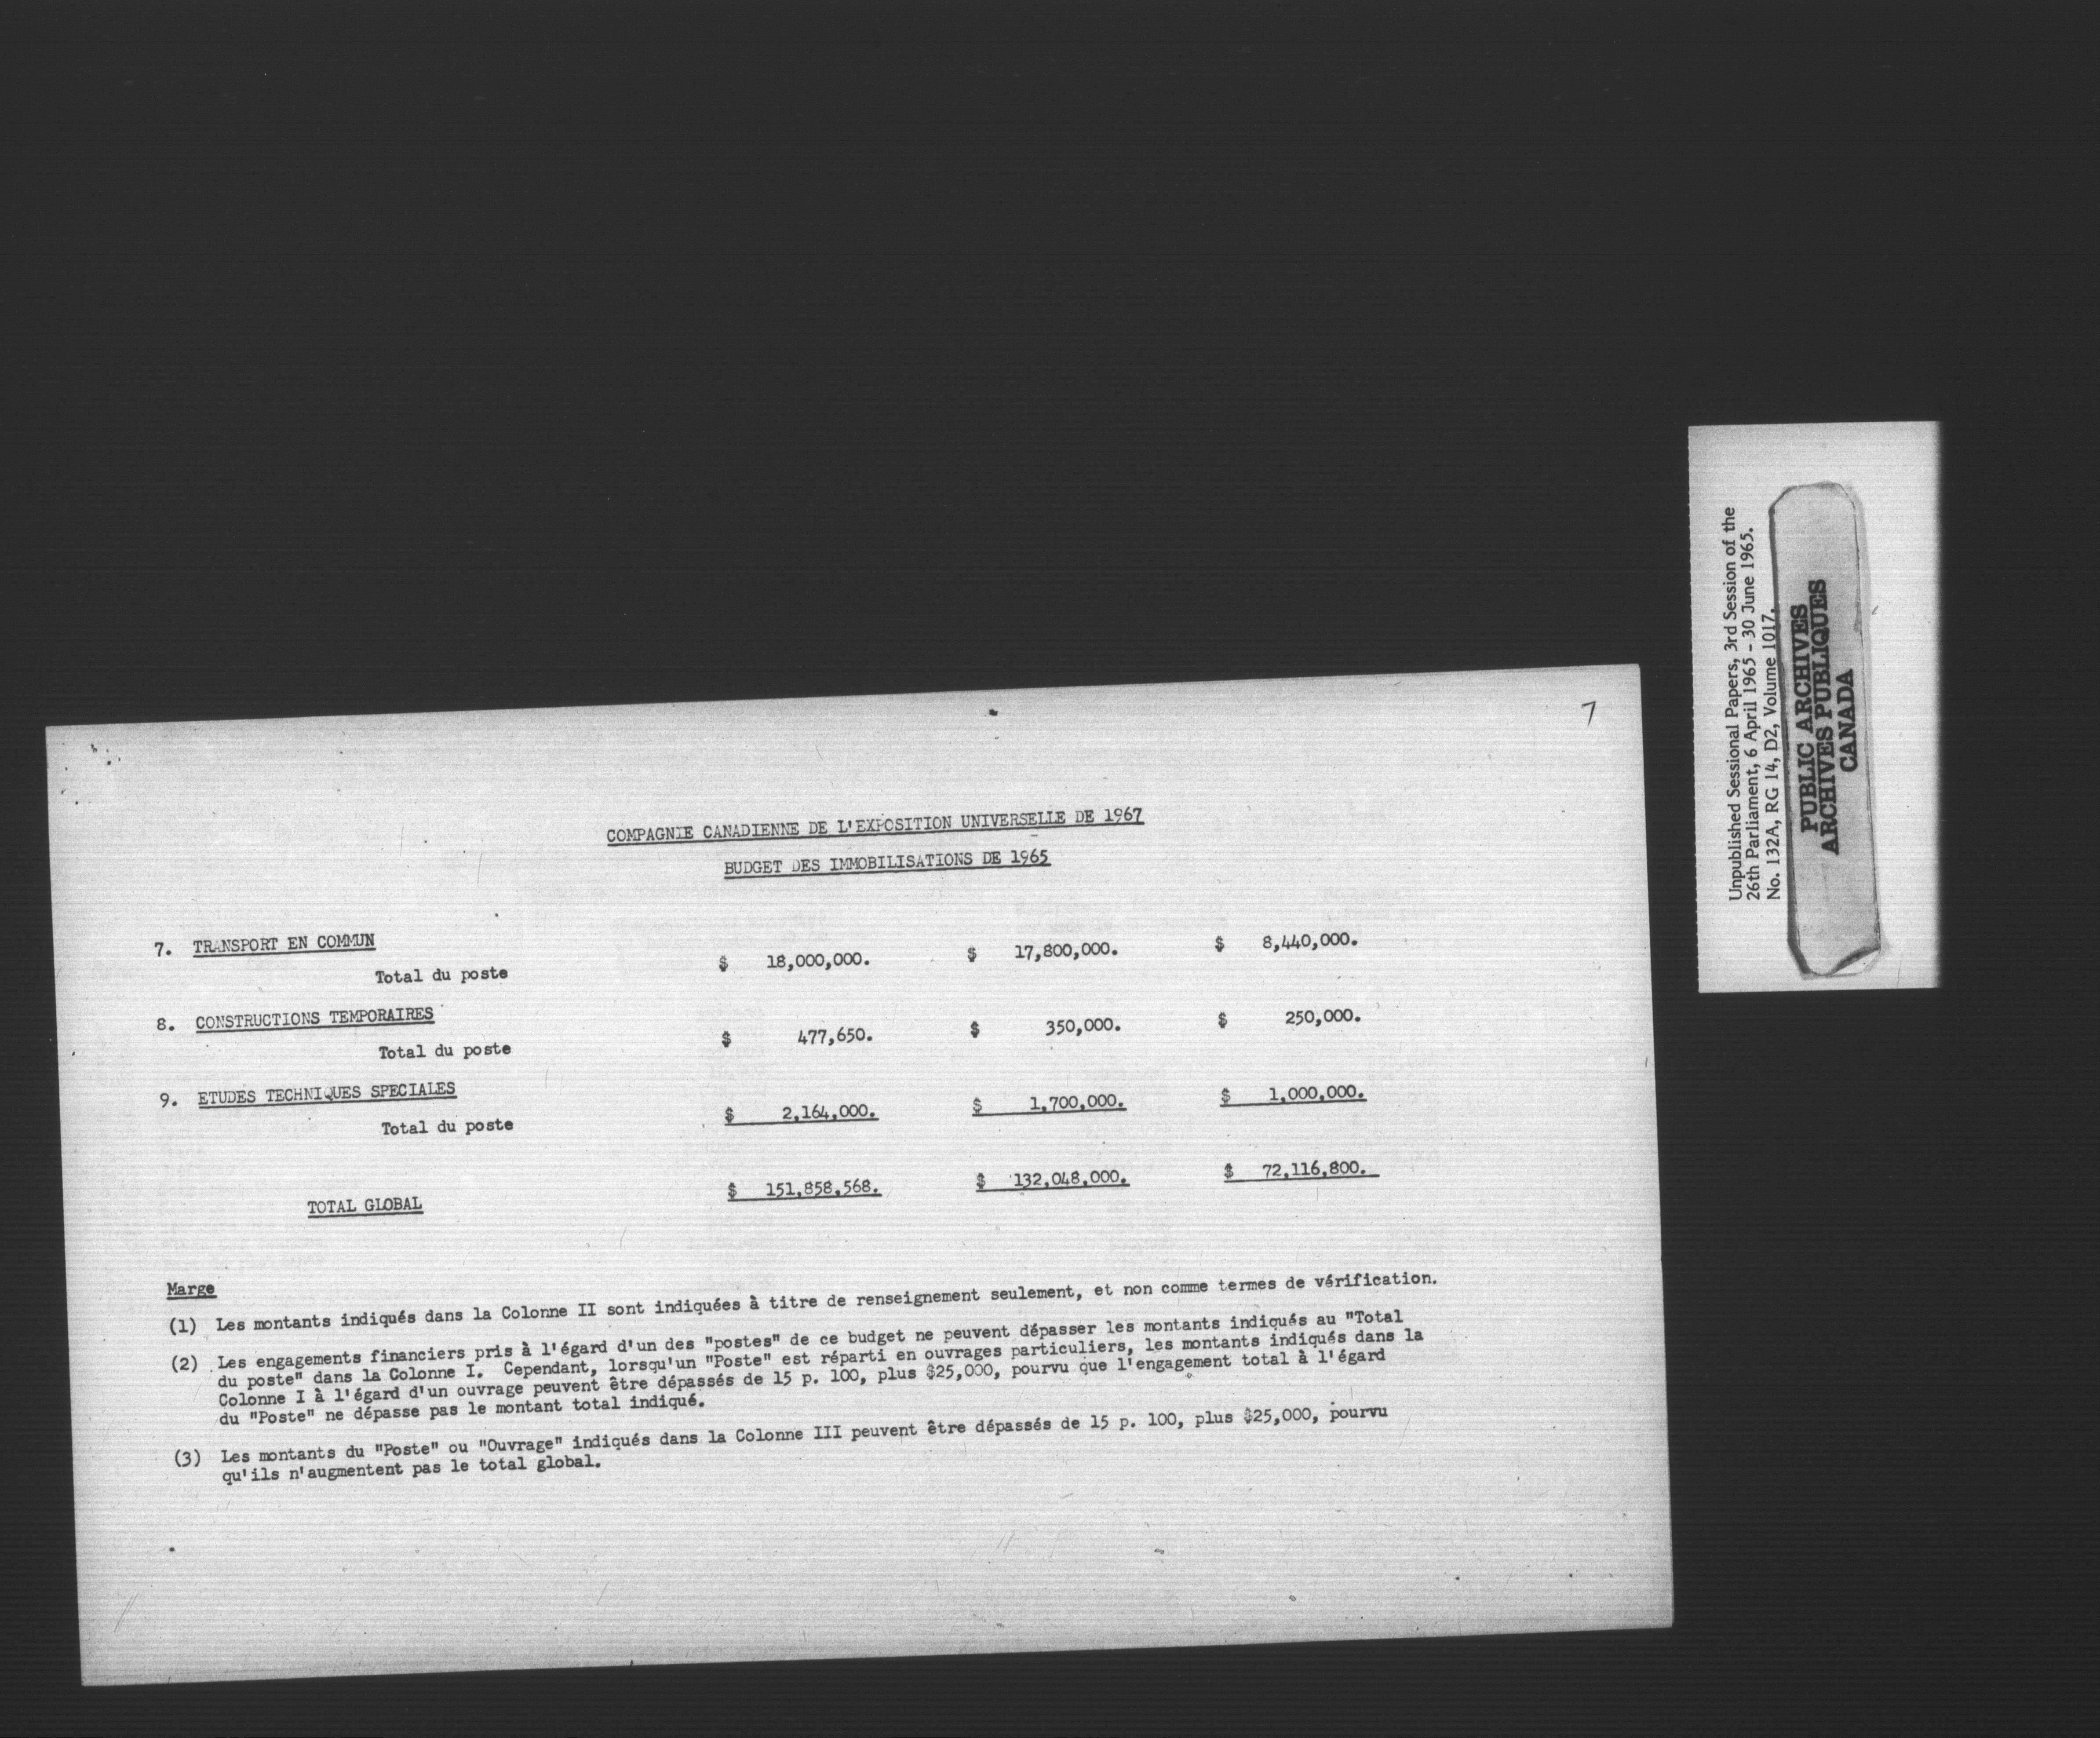 7
COMPAGNIE CANADIENNE DE L'EXPOSITION UNIVERSELLE DE 1967
BUDGET DES IMMOBILISATIONS DE 1965
7. TRANSPORT EN COMMUN
Total du poste $ 18,000,000. $ 17,800,000. $ 8,440,000.
8. CONSTRUCTIONS TEMPORAIRES
Total du poste $ 477,650. $ 350,000. $ 250,000.
9. ETUDES TECHNIQUES SPECIALES
Total du poste $ 2,164,000. $ 1,700,000. $ 1,000,000.
TOTAL GLOBAL $ 151,858,568. $ 132,048,000. $ 72,116,800.
Marge
(1) Les montants indiqués dans la Colonne II sont indiquées à titre de renseignement seulement, et non comme termes de vérification.
(2) Les engagements financiers pris à l'égard d'un des "postes" de ce budget ne peuvent dépasser les montants indiqués au "Total
du poste" dans la Colonne I. Cependant, lorsqu'un "Poste" est réparti en ouvrages particuliers, les montants indiqués dans la
Colonne I à l'égard d'un ouvrage peuvent être dépassés de 15 p. 100, plus $25,000, pourvu que l'engagement total à l'égard
du "Poste" ne dépasse pas le montant total indiqué.
(3) Les montants du "Poste" ou "Ouvrage" indiqués dans la Colonne III peuvent être dépassés de 15 p. 100, plus $25,000, pourvu
qu'ils n'augmentent pas le total global.
Unpublished Sessional Papers, 3rd Session of the
26th Parliament, 6 April 1965 - 30 June 1965.
No. 132A, RG 14, D2, Volume 1017.
PUBLIC ARCHIVES
ARCHIVES PUBLIQUES
CANADA